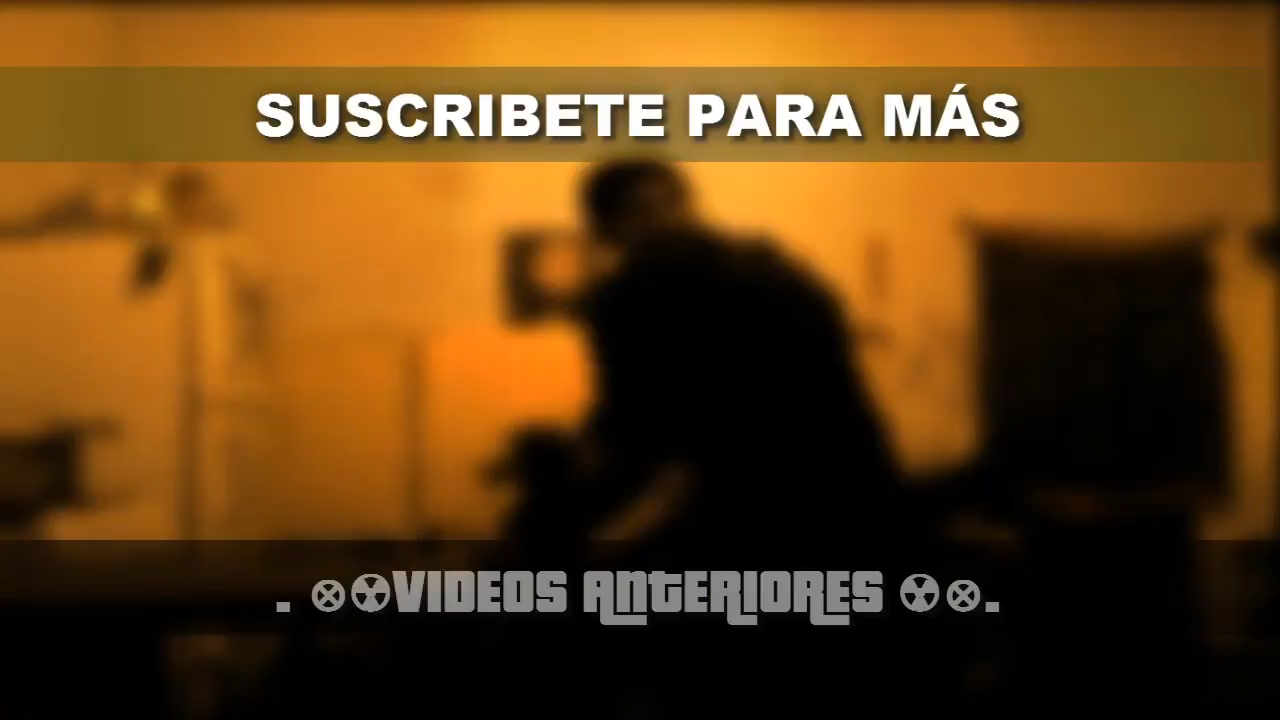 SUSCRIBETE PARA MÁS
. ⊗☢VIDEOS ANTERIORES ☢⊗.